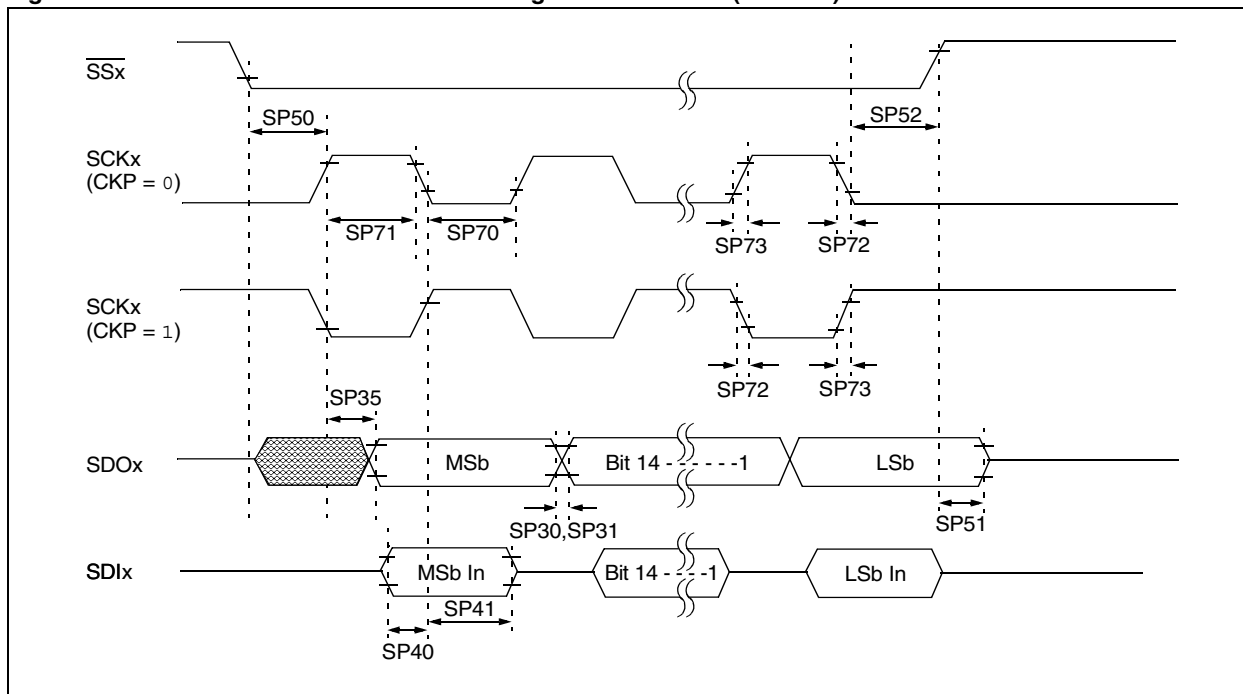 SSx
SP50
SP52
SCKx
(CKP = 0)
SP71
SP70
SP73
SP72
SCKx
(CKP = 1)
SP72
SP73
SP35
SDOx
MSb
Bit 14 - - - - - -1
LSb
SP30,SP31
SP51
SDIx
MSb In
Bit 14 - - - -1
LSb In
SP41
SP40